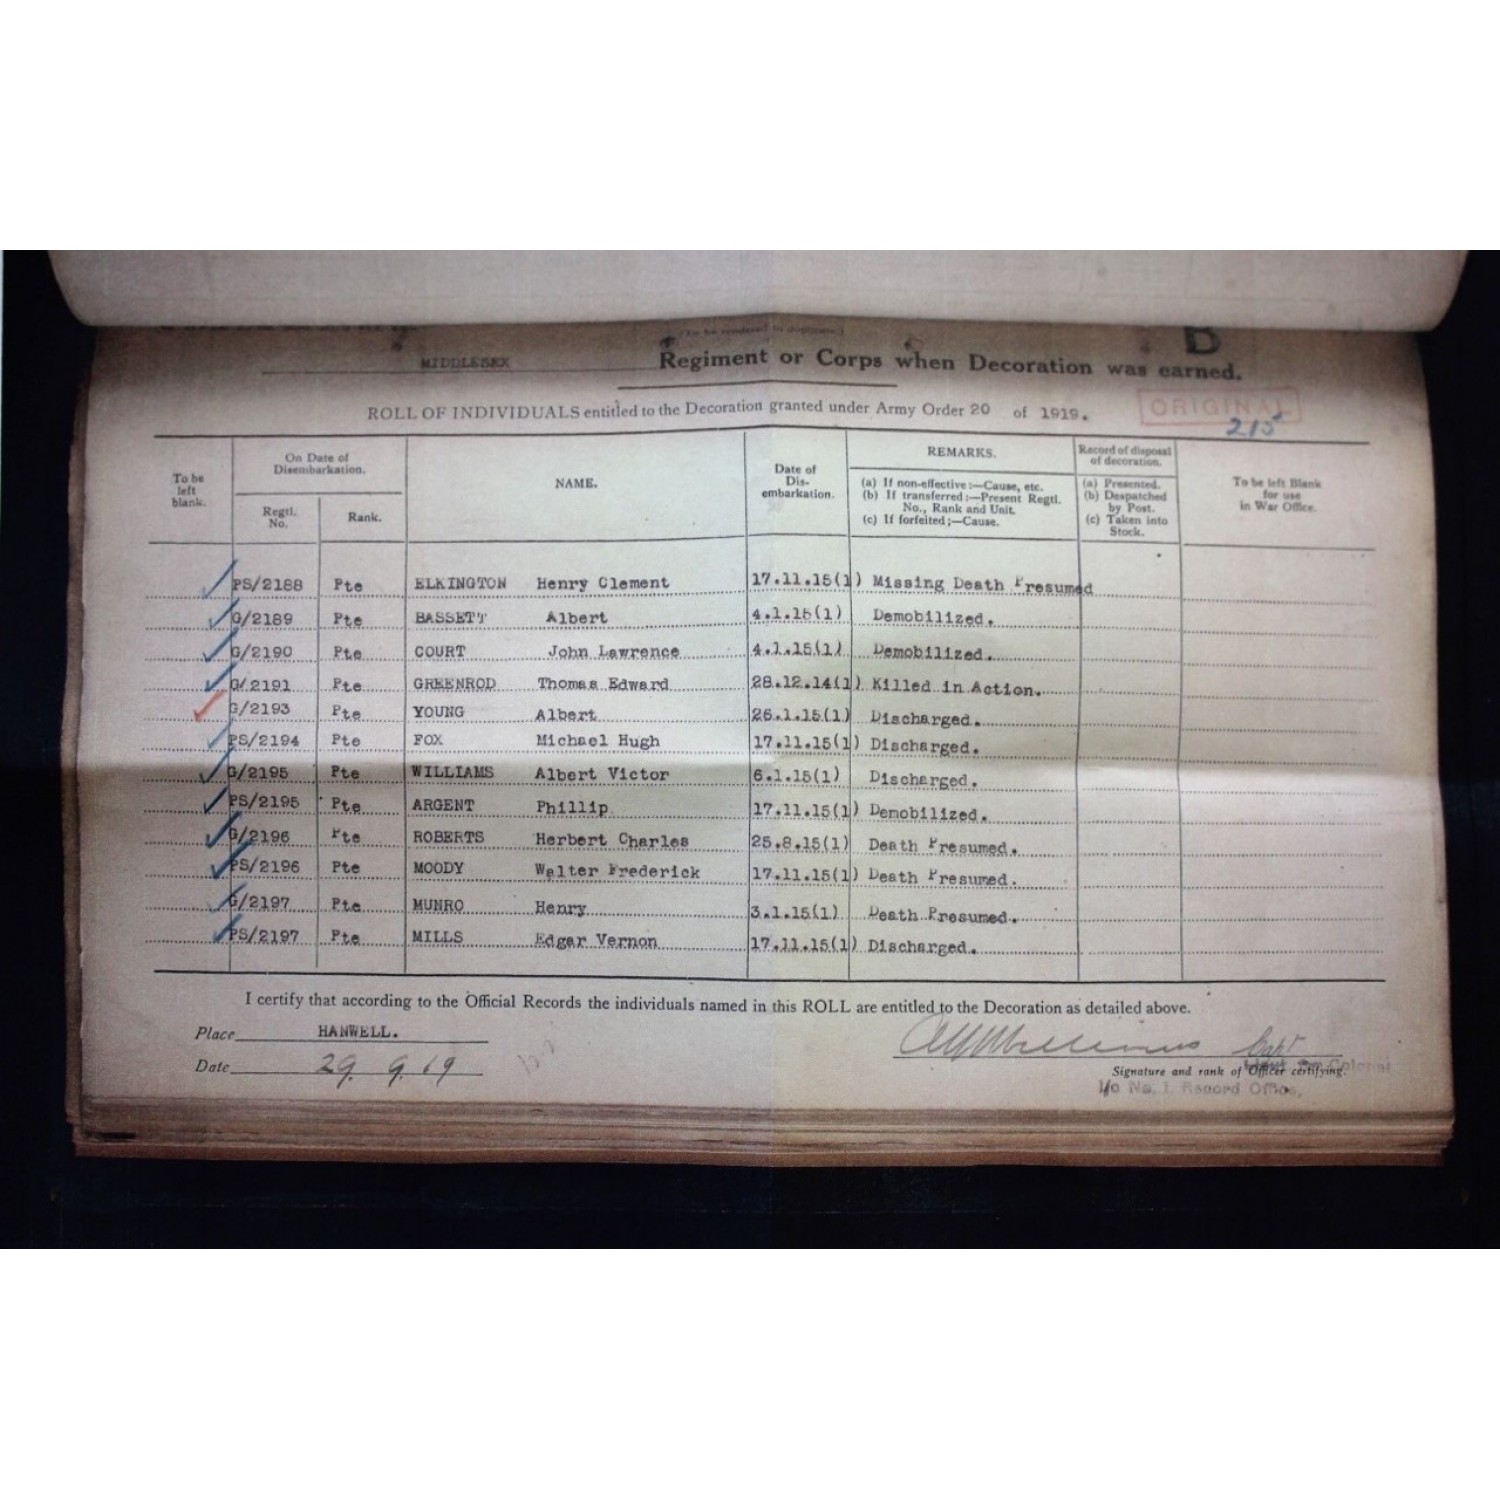 (To be rendered in duplicate.)
B
MIDDLESEX Regiment or Corps when Decoration was earned.
ROLL OF INDIVIDUALS entitled to the Decoration granted under Army Order 20 of 1919.
ORIGINAL
215
To be left blank.
On Date of Disembarkation.
Regtl. No.
Rank.
NAME.
Date of Dis-embarkation.
REMARKS.
(a) If non-effective:—Cause, etc.
(b) If transferred:—Present Regtl. No., Rank and Unit.
(c) If forfeited;—Cause.
Record of disposal of decoration.
(a) Presented.
(b) Despatched by Post.
(c) Taken into Stock.
To be left Blank for use in War Office.
PS/2188 Pte ELKINGTON Henry Clement 17.11.15(1) Missing Death Presumed
G/2189 Pte BASSETT Albert 4.1.15(1) Demobilized.
G/2190 Pte COURT John Lawrence 4.1.15(1) Demobilized.
G/2191 Pte GREENROD Thomas Edward 28.12.14(1) Killed in Action.
G/2193 Pte YOUNG Albert 26.1.15(1) Discharged.
PS/2194 Pte FOX Michael Hugh 17.11.15(1) Discharged.
G/2195 Pte WILLIAMS Albert Victor 6.1.15(1) Discharged.
PS/2195 Pte ARGENT Phillip 17.11.15(1) Demobilized.
G/2196 Pte ROBERTS Herbert Charles 25.8.15(1) Death Presumed.
PS/2196 Pte MOODY Walter Frederick 17.11.15(1) Death Presumed.
G/2197 Pte MUNRO Henry 3.1.15(1) Death Presumed.
PS/2197 Pte MILLS Edgar Vernon 17.11.15(1) Discharged.
I certify that according to the Official Records the individuals named in this ROLL are entitled to the Decoration as detailed above.
Place HANWELL.
Date 29. 9. 19
Capt
Signature and rank of Officer certifying.
i/c No. 1. Record Office,